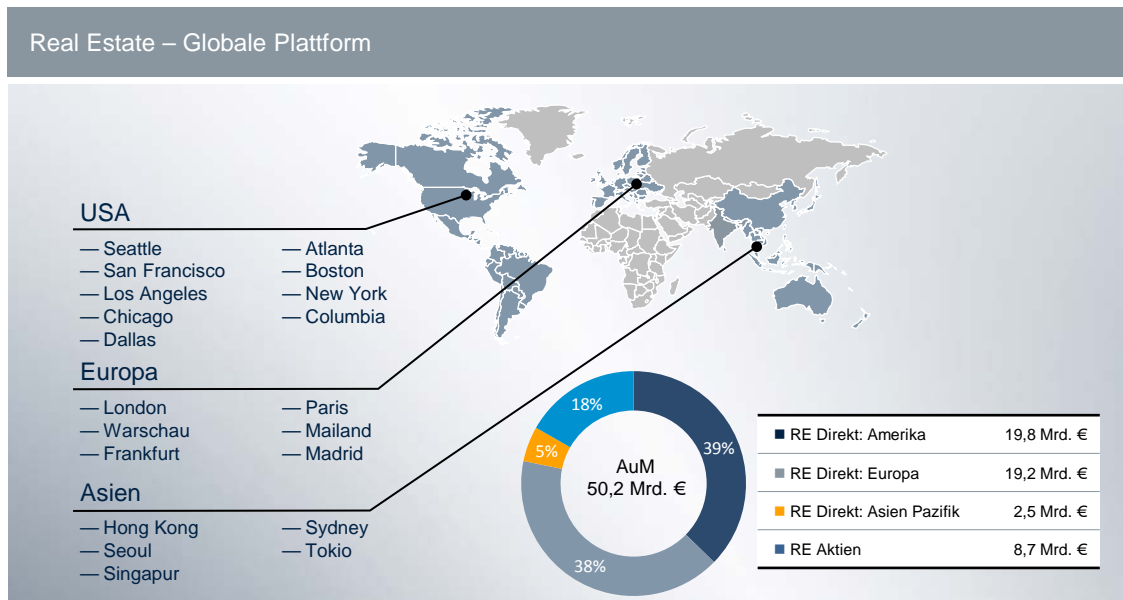 Real Estate – Globale Plattform
USA
— Seattle
— San Francisco
— Los Angeles
— Chicago
— Dallas
— Atlanta
— Boston
— New York
— Columbia
Europa
— London
— Warschau
— Frankfurt
— Paris
— Mailand
— Madrid
Asien
— Hong Kong
— Seoul
— Singapur
— Sydney
— Tokio
18%
39%
5%
38%
AuM
50,2 Mrd. €
RE Direkt: Amerika 19,8 Mrd. €
RE Direkt: Europa 19,2 Mrd. €
RE Direkt: Asien Pazifik 2,5 Mrd. €
RE Aktien 8,7 Mrd. €